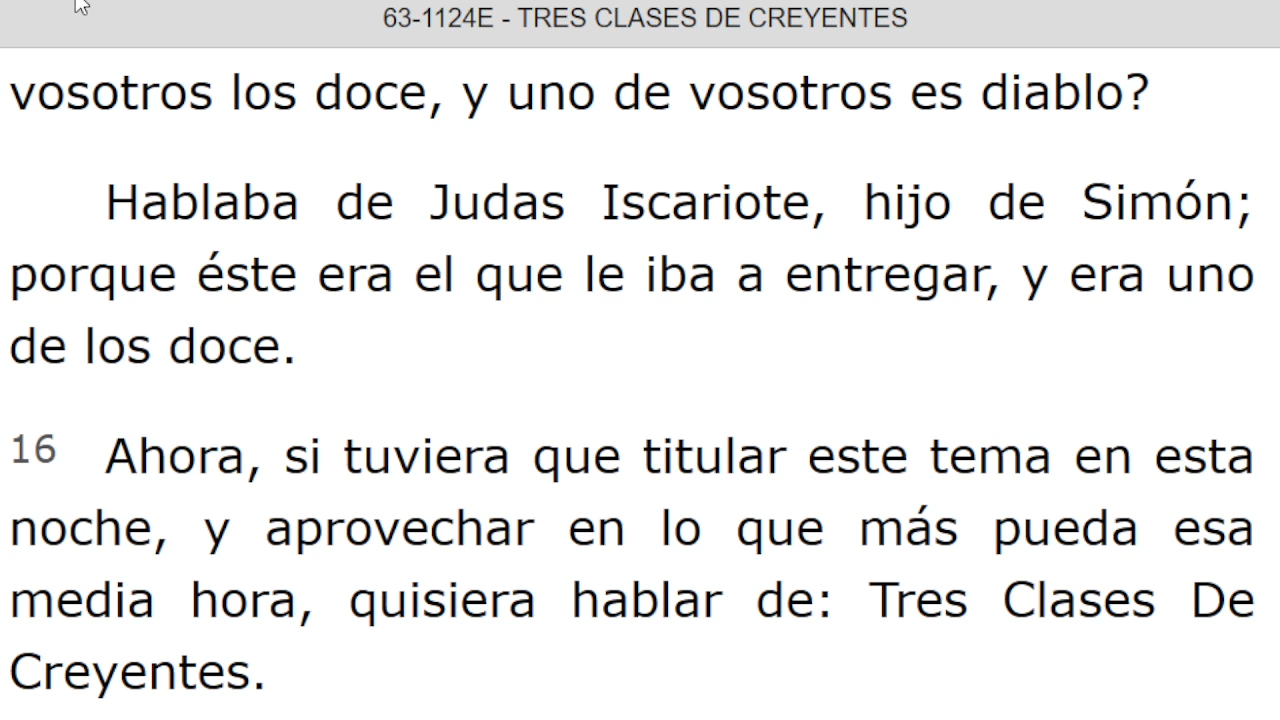 63-1124E - TRES CLASES DE CREYENTES
vosotros los doce, y uno de vosotros es diablo?
Hablaba de Judas Iscariote, hijo de Simón;
porque éste era el que le iba a entregar, y era uno
de los doce.
16 Ahora, si tuviera que titular este tema en esta
noche, y aprovechar en lo que más pueda esa
media hora, quisiera hablar de: Tres Clases De
Creyentes.